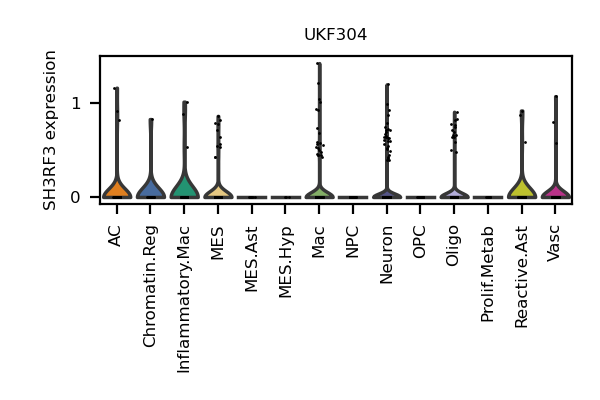 UKF304
SH3RF3 expression
1
0
AC
Chromatin.Reg
Inflammatory.Mac
MES
MES.Ast
MES.Hyp
Mac
NPC
Neuron
OPC
Oligo
Prolif.Metab
Reactive.Ast
Vasc